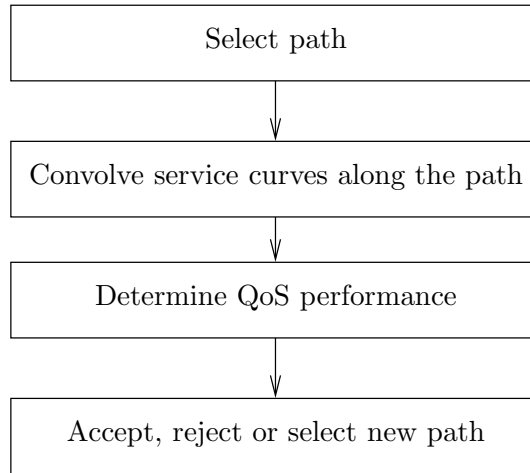 Select path
Convolve service curves along the path
Determine QoS performance
Accept, reject or select new path